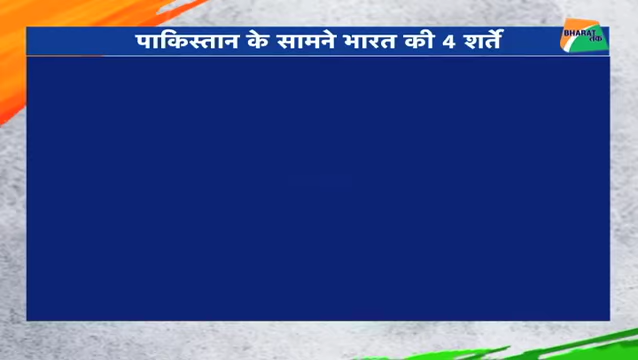 पाकिस्तान के सामने भारत की 4 शर्ते
BHARAT
तक